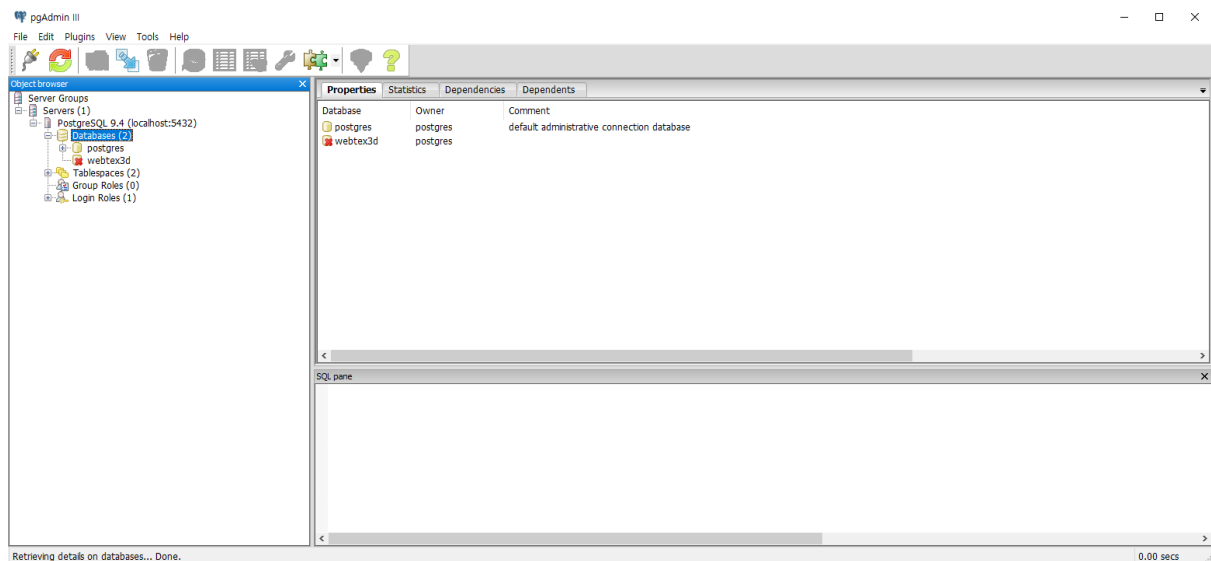 pgAdmin III
File Edit Plugins View Tools Help
Object browser
Server Groups
Servers (1)
PostgreSQL 9.4 (localhost:5432)
Databases (2)
postgres
webtex3d
Tablespaces (2)
Group Roles (0)
Login Roles (1)
Properties Statistics Dependencies Dependents
Database Owner Comment
postgres postgres default administrative connection database
webtex3d postgres
SQL pane
Retrieving details on databases... Done. 0.00 secs